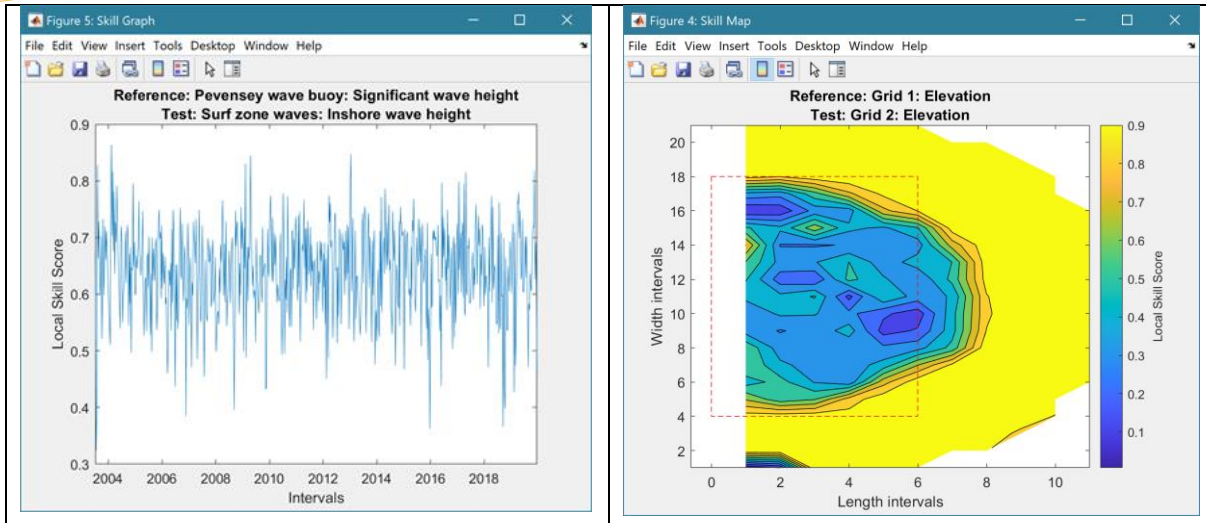 Figure 5: Skill Graph
File Edit View Insert Tools Desktop Window Help
Reference: Pevensey wave buoy: Significant wave height
Test: Surf zone waves: Inshore wave height
0.9
0.8
0.7
0.6
0.5
0.4
0.3
Local Skill Score
2004 2006 2008 2010 2012 2014 2016 2018
Intervals
Figure 4: Skill Map
File Edit View Insert Tools Desktop Window Help
Reference: Grid 1: Elevation
Test: Grid 2: Elevation
20
18
16
14
12
10
8
6
4
2
Width intervals
0 2 4 6 8 10
Length intervals
0.9
0.8
0.7
0.6
0.5
0.4
0.3
0.2
0.1
Local Skill Score